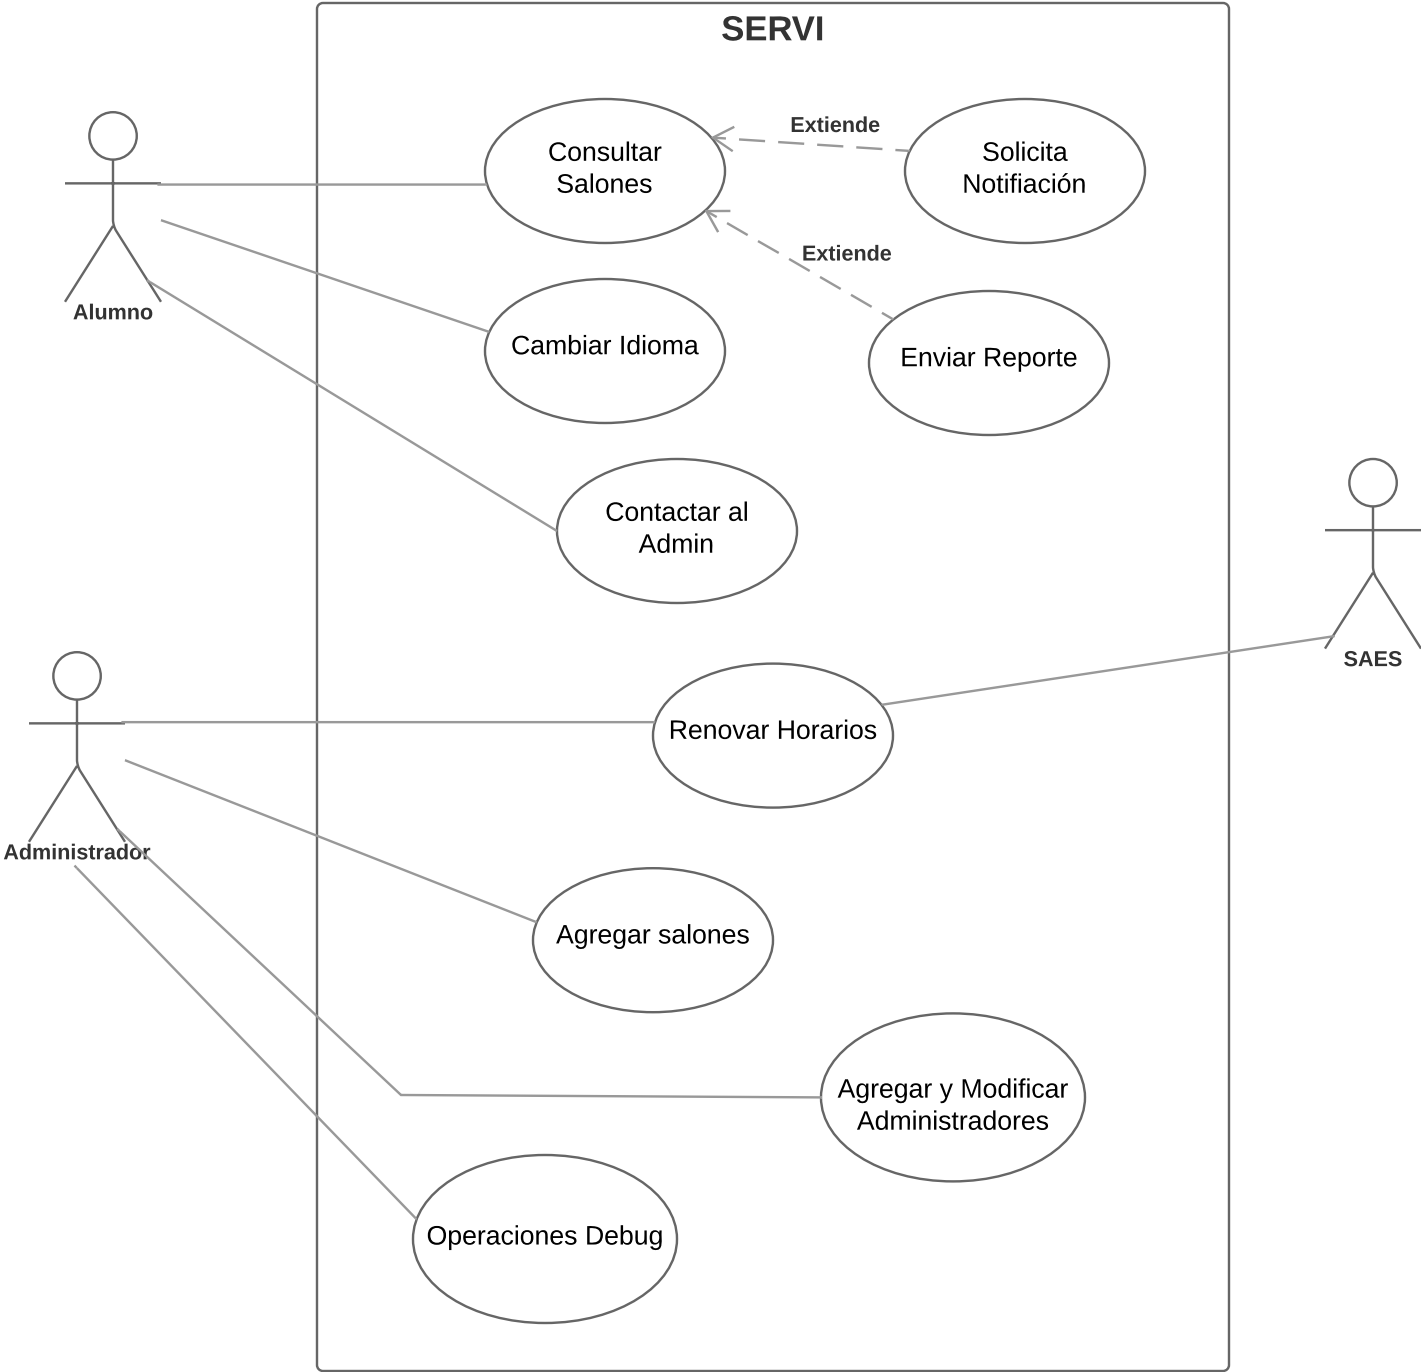 SERVI
Extiende
Consultar
Salones
Solicita
Notifiación
Extiende
Alumno
Cambiar Idioma
Enviar Reporte
Contactar al
Admin
SAES
Renovar Horarios
Administrador
Agregar salones
Agregar y Modificar
Administradores
Operaciones Debug